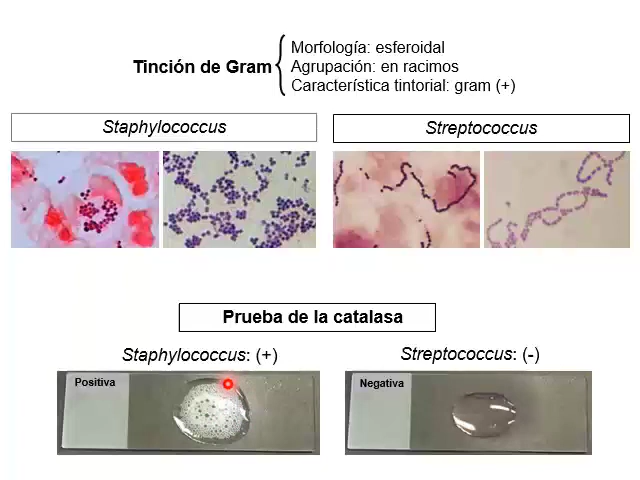 Tinción de Gram
Morfología: esferoidal
Agrupación: en racimos
Característica tintorial: gram (+)
Staphylococcus
Streptococcus
Prueba de la catalasa
Staphylococcus: (+)
Streptococcus: (-)
Positiva
Negativa